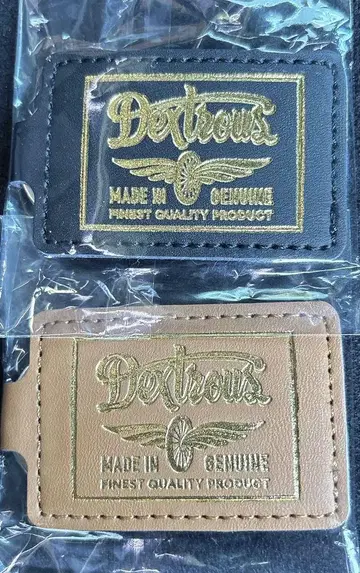 Dextrous
MADE IN GENUINE
FINEST QUALITY PRODUCT
Dextrous
MADE IN GENUINE
FINEST QUALITY PRODUCT